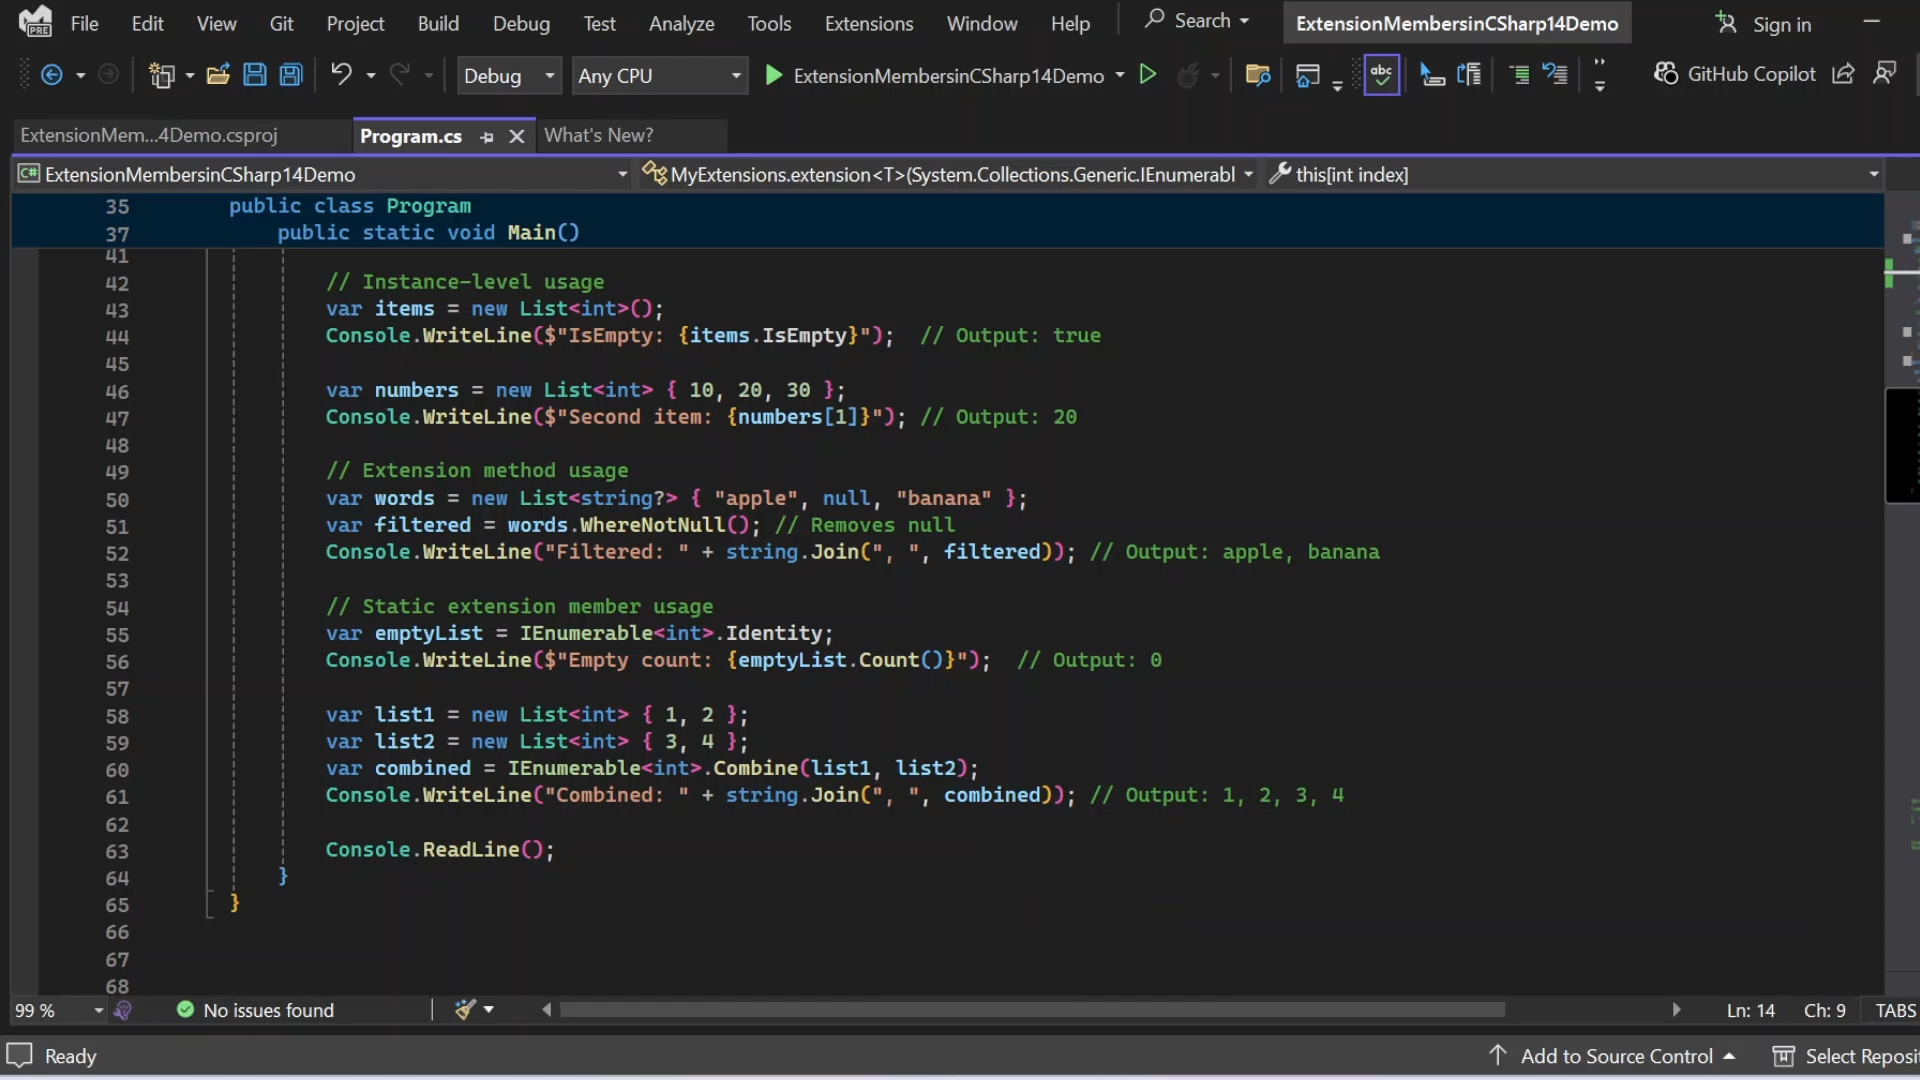 PRE File Edit View Git Project Build Debug Test Analyze Tools Extensions Window Help Search ExtensionMembersinCSharp14Demo Sign in
Debug Any CPU ExtensionMembersinCSharp14Demo abc GitHub Copilot
ExtensionMem...4Demo.csproj Program.cs What's New?
C# ExtensionMembersinCSharp14Demo MyExtensions.extension<T>(System.Collections.Generic.IEnumerabl this[int index]
35 public class Program
37 public static void Main()
41
42 // Instance-level usage
43 var items = new List<int>();
44 Console.WriteLine($"IsEmpty: {items.IsEmpty}"); // Output: true
45
46 var numbers = new List<int> { 10, 20, 30 };
47 Console.WriteLine($"Second item: {numbers[1]}"); // Output: 20
48
49 // Extension method usage
50 var words = new List<string?> { "apple", null, "banana" };
51 var filtered = words.WhereNotNull(); // Removes null
52 Console.WriteLine("Filtered: " + string.Join(", ", filtered)); // Output: apple, banana
53
54 // Static extension member usage
55 var emptyList = IEnumerable<int>.Identity;
56 Console.WriteLine($"Empty count: {emptyList.Count()}"); // Output: 0
57
58 var list1 = new List<int> { 1, 2 };
59 var list2 = new List<int> { 3, 4 };
60 var combined = IEnumerable<int>.Combine(list1, list2);
61 Console.WriteLine("Combined: " + string.Join(", ", combined)); // Output: 1, 2, 3, 4
62
63 Console.ReadLine();
64 }
65 }
66
67
68
99 % No issues found Ln: 14 Ch: 9 TABS
Ready Add to Source Control Select Reposit